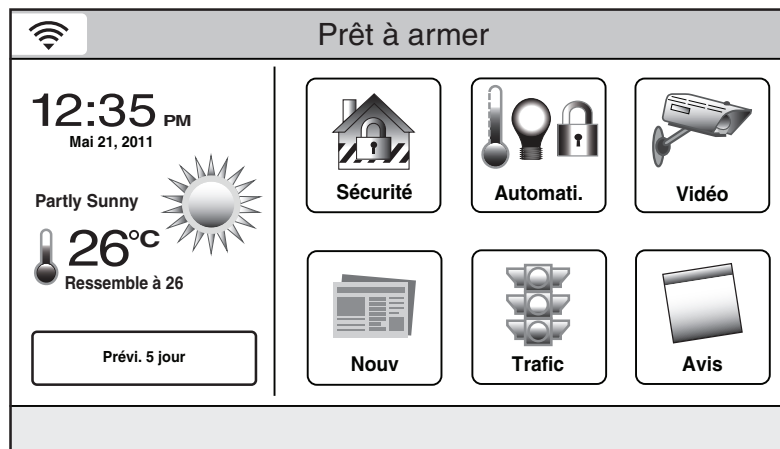 Prêt à armer
12:35 PM
Mai 21, 2011
Partly Sunny
26°C
Ressemble à 26
Prévi. 5 jour
Sécurité
Automati.
Vidéo
Nouv
Trafic
Avis